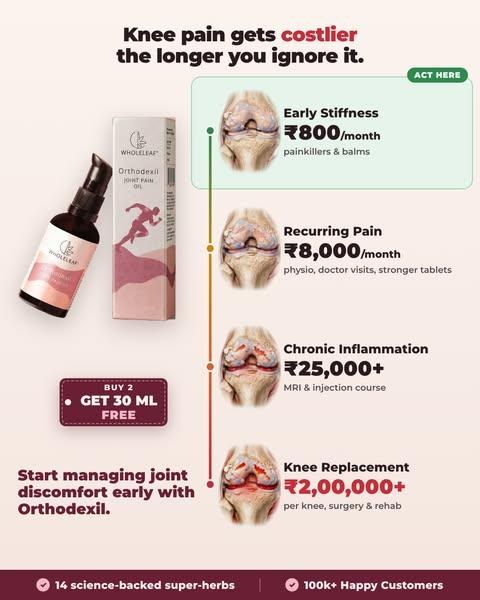 Knee pain gets costlier
the longer you ignore it.
ACT HERE
Early Stiffness
₹800/month
painkillers & balms
WHOLELEAF
Orthodexil
JOINT PAIN
OIL
WHOLELEAF
Recurring Pain
₹8,000/month
physio, doctor visits, stronger tablets
Chronic Inflammation
₹25,000+
MRI & injection course
BUY 2
GET 30 ML
FREE
Knee Replacement
₹2,00,000+
per knee, surgery & rehab
Start managing joint
discomfort early with
Orthodexil.
14 science-backed super-herbs
100k+ Happy Customers